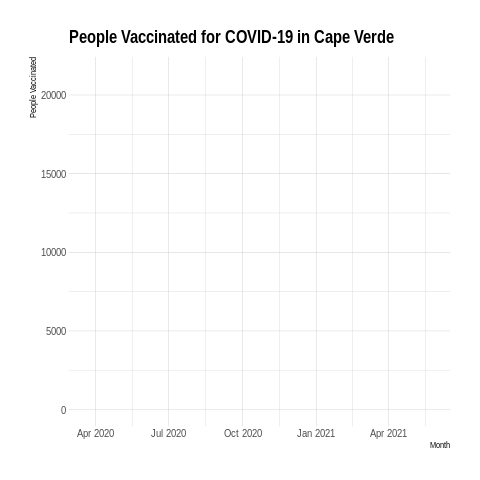 People Vaccinated for COVID-19 in Cape Verde
People Vaccinated
20000
15000
10000
5000
0
Apr 2020 Jul 2020 Oct 2020 Jan 2021 Apr 2021
Month